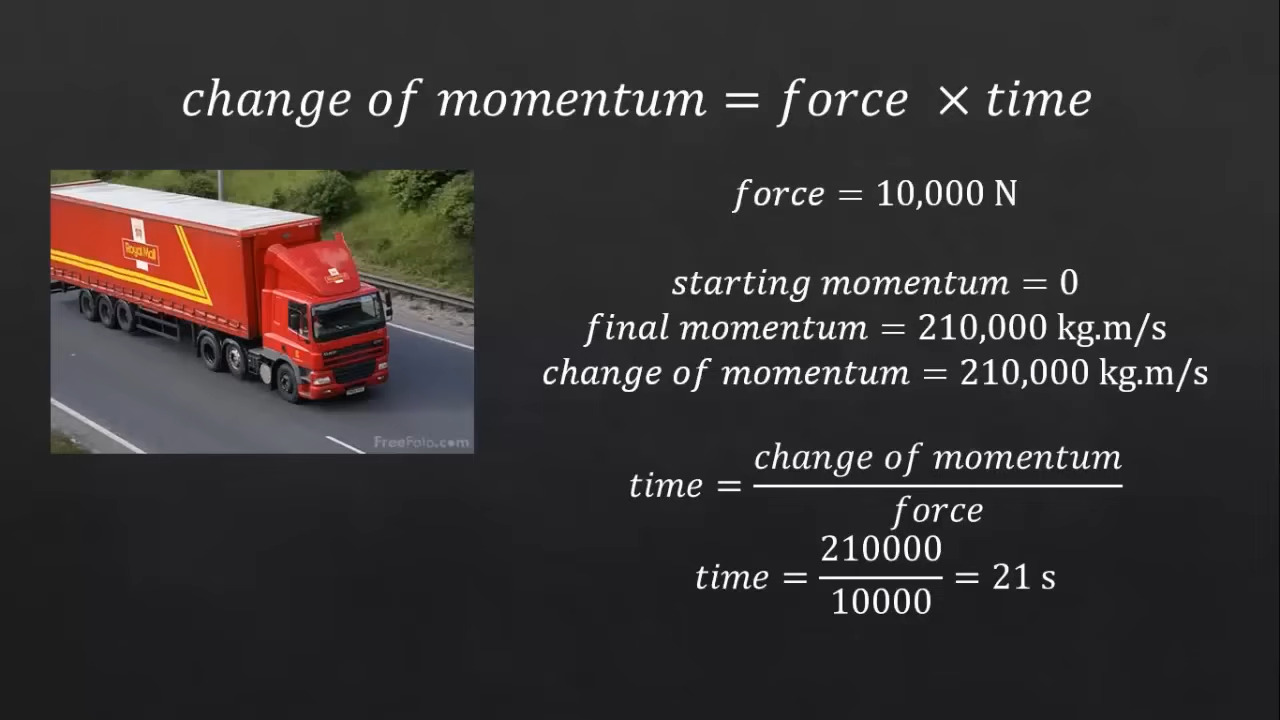 change of momentum = force × time
Royal Mail
FreeFoto.com
force = 10,000 N
starting momentum = 0
final momentum = 210,000 kg.m/s
change of momentum = 210,000 kg.m/s
time = change of momentum / force
time = 210000 / 10000 = 21 s